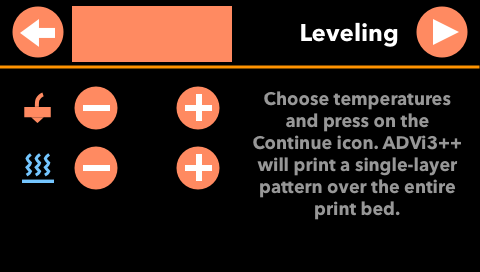 Leveling
Choose temperatures
and press on the
Continue icon. ADVi3++
will print a single-layer
pattern over the entire
print bed.